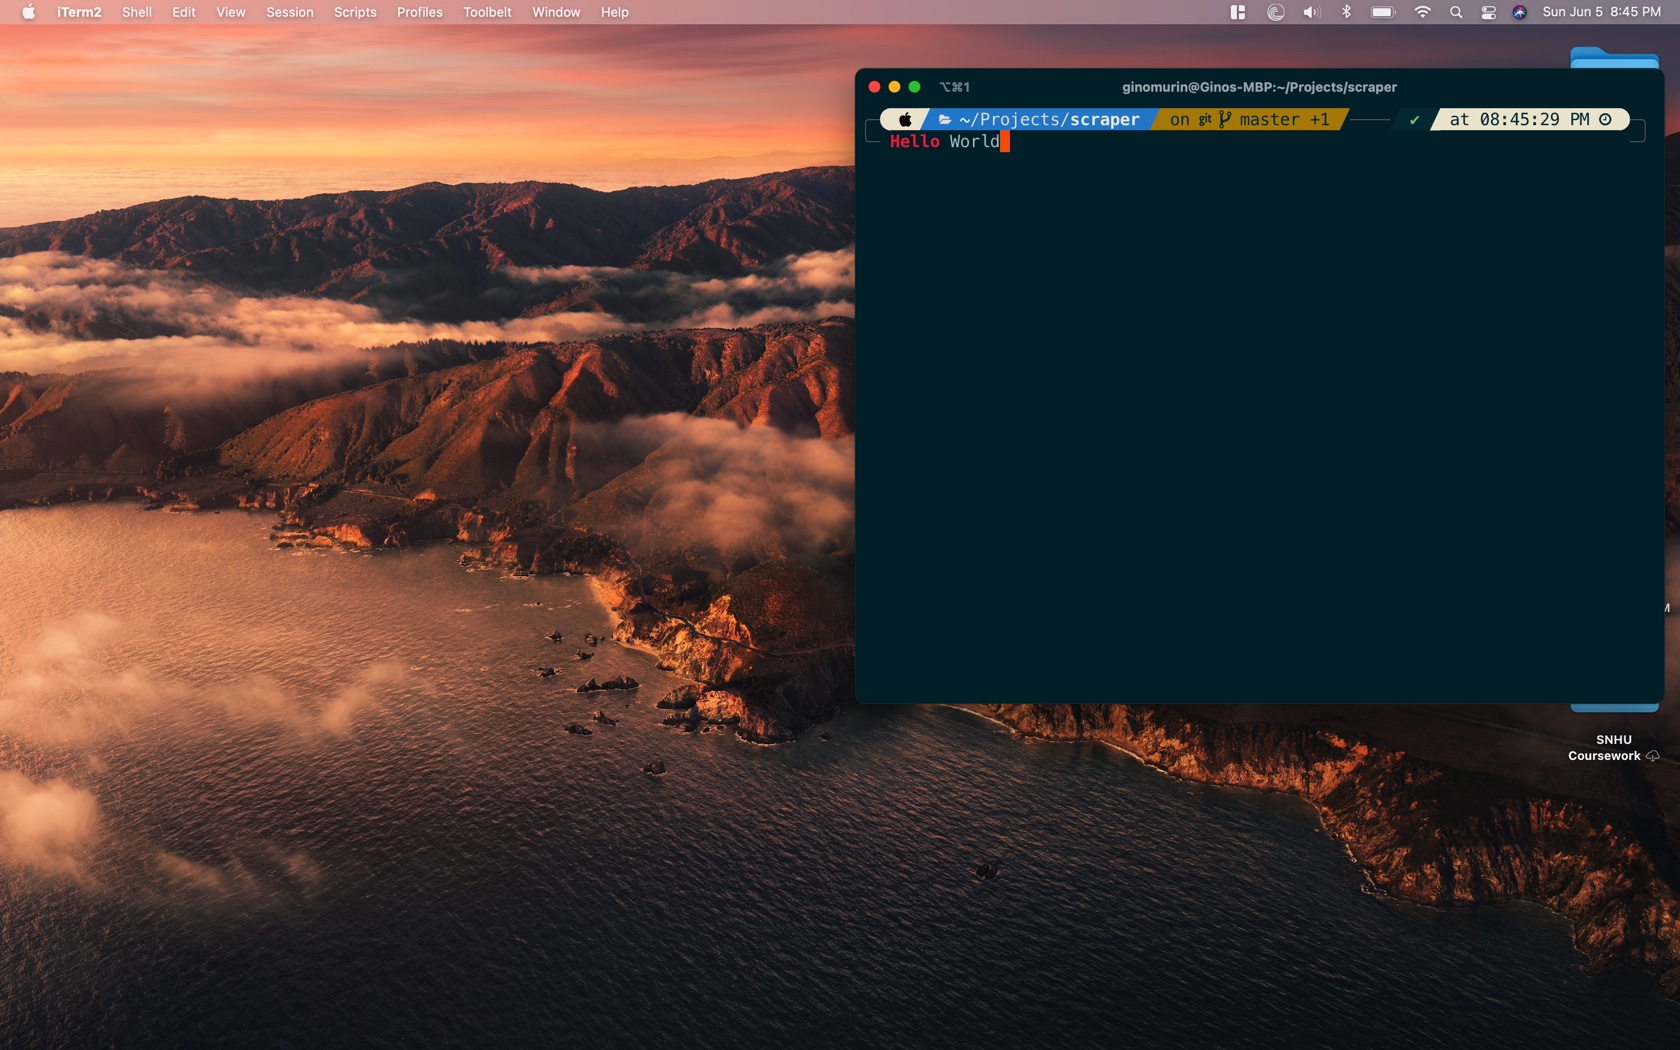 iTerm2 Shell Edit View Session Scripts Profiles Toolbelt Window Help Sun Jun 5 8:45 PM
⌥⌘1 ginomurin@Ginos-MBP:~/Projects/scraper
~/Projects/scraper on git master +1 ✔ at 08:45:29 PM
Hello World
M
SNHU
Coursework